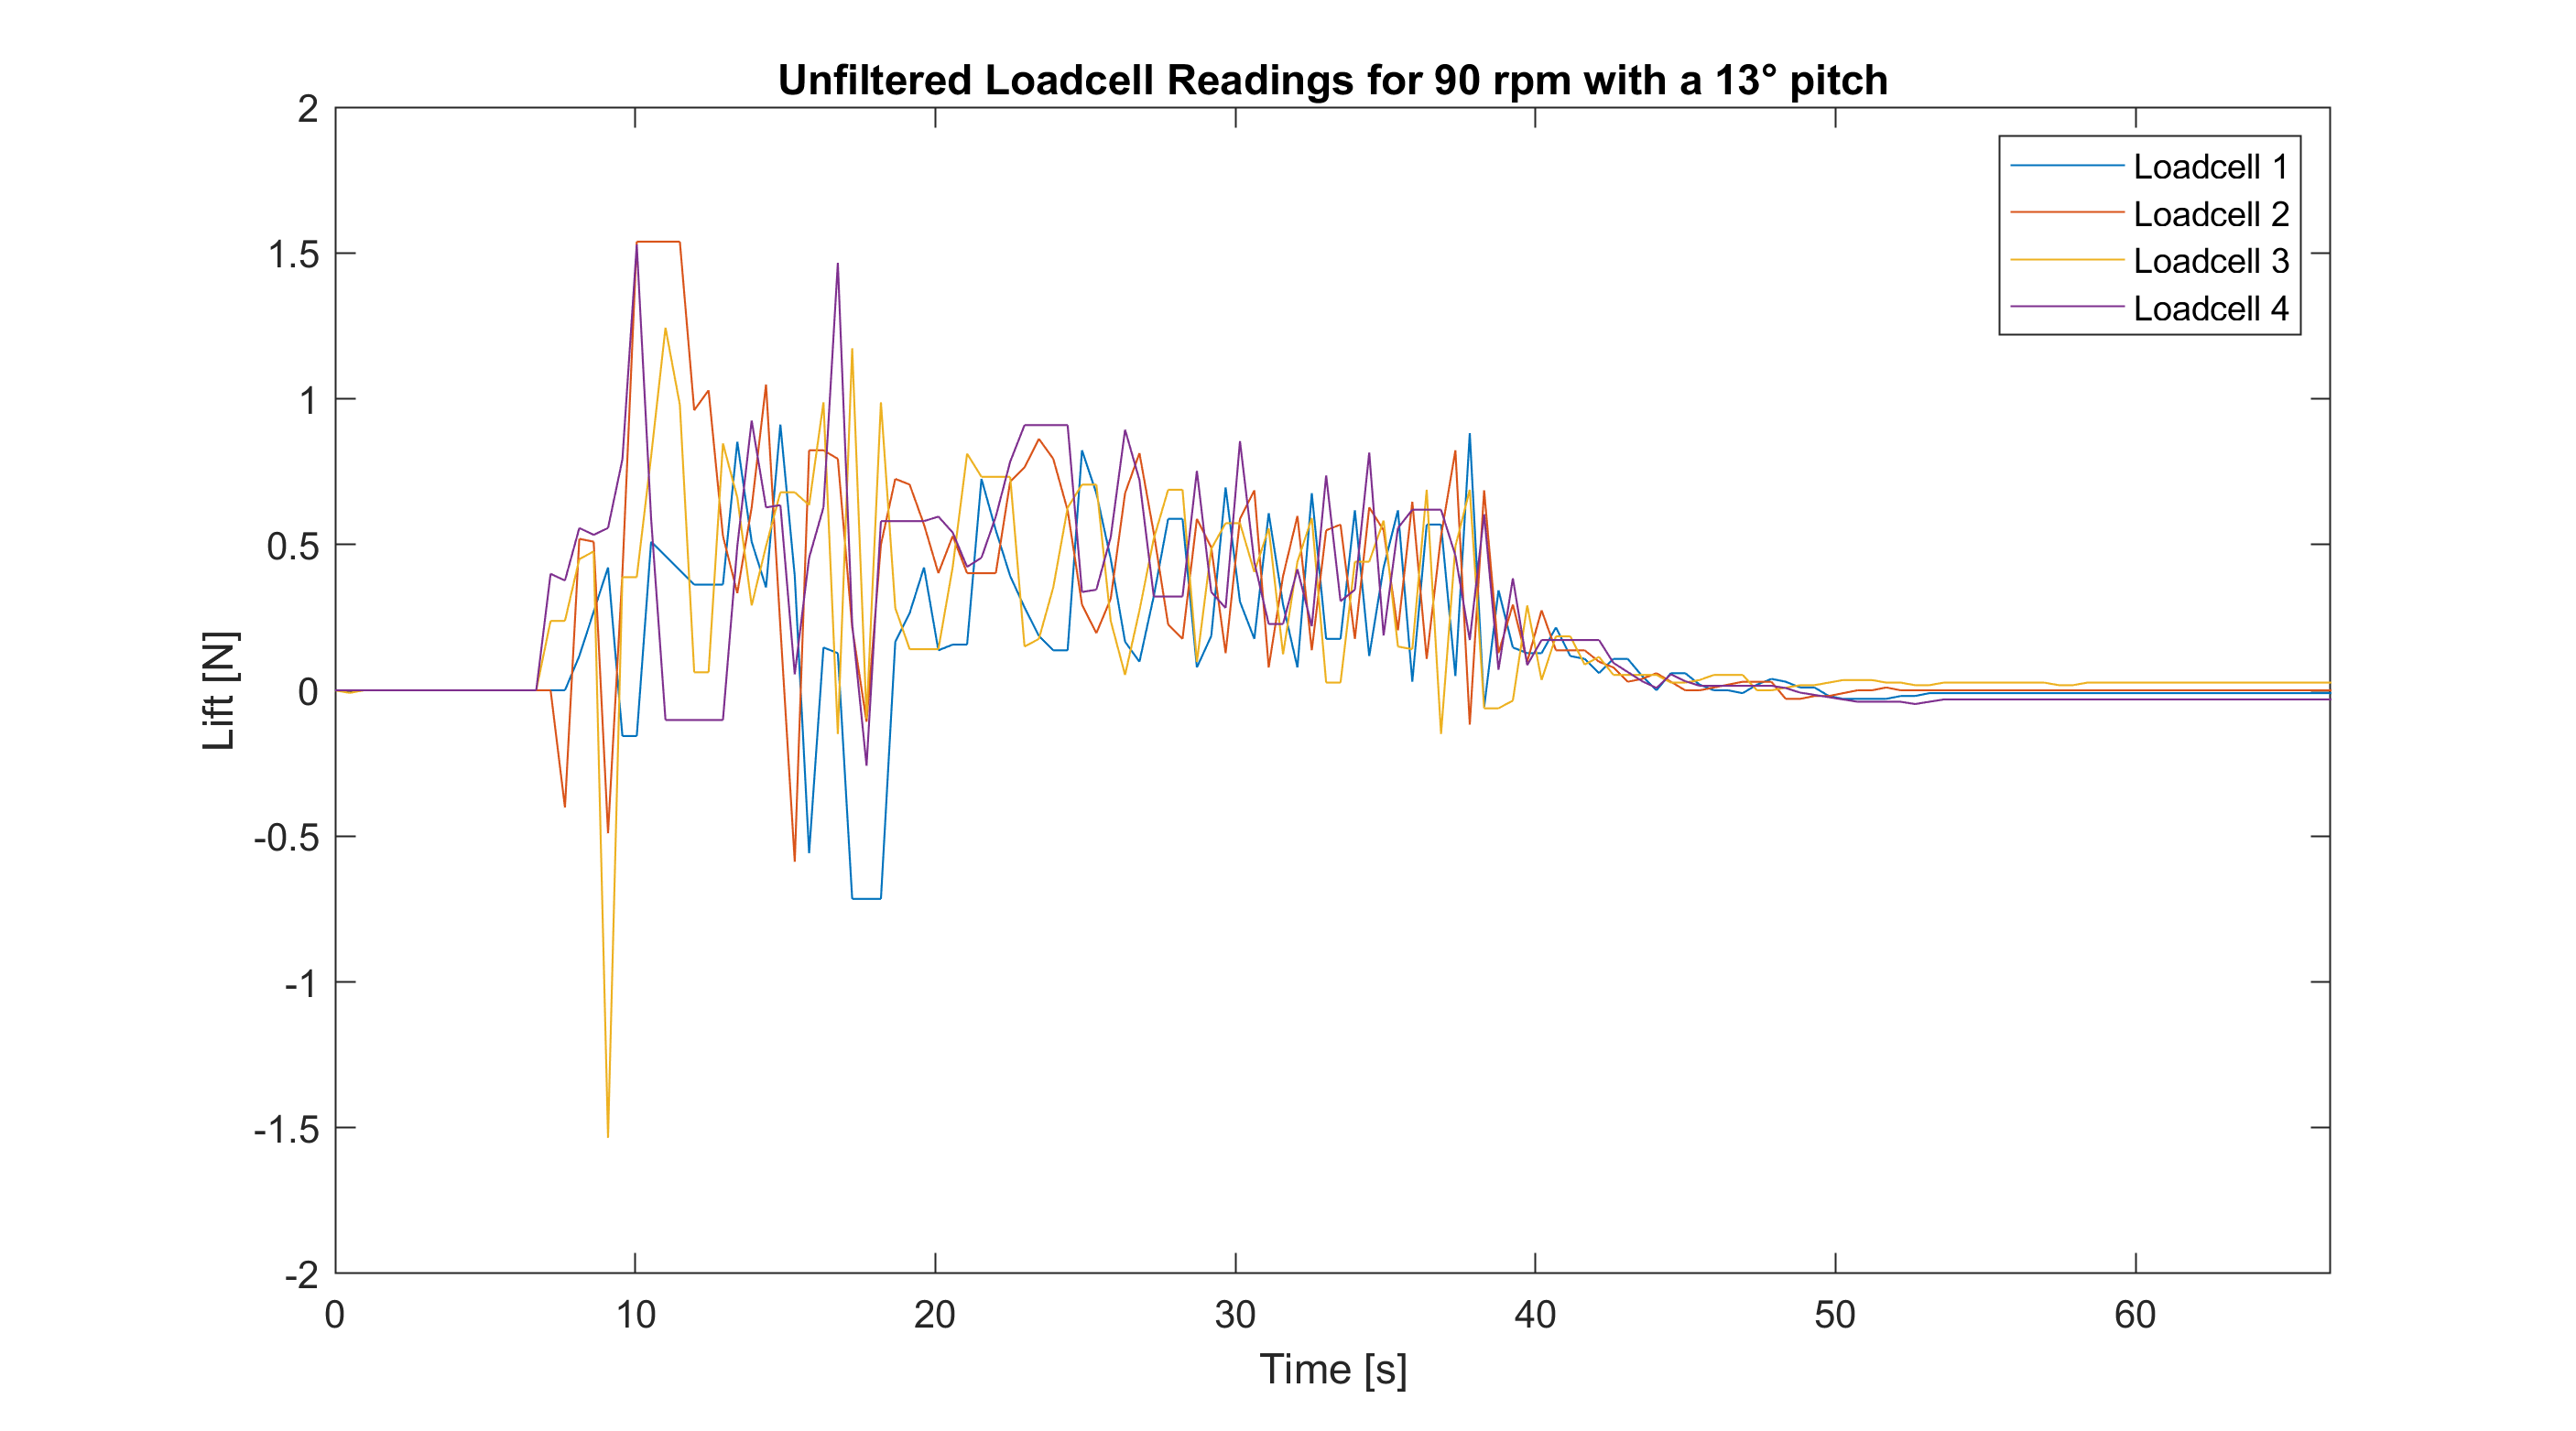 Unfiltered Loadcell Readings for 90 rpm with a 13° pitch
2
1.5
1
0.5
0
-0.5
-1
-1.5
-2
Lift [N]
Loadcell 1
Loadcell 2
Loadcell 3
Loadcell 4
0 10 20 30 40 50 60
Time [s]